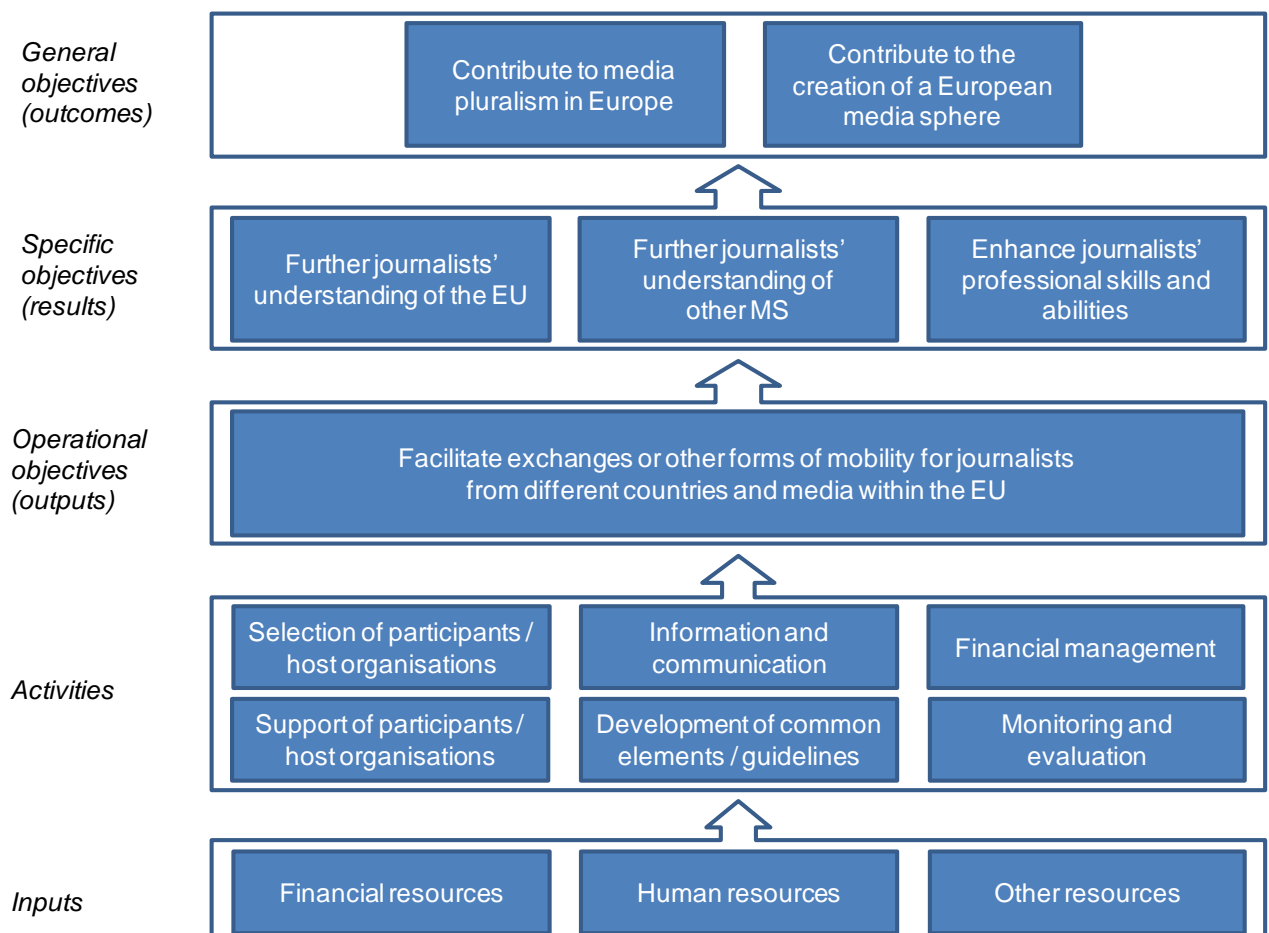 General
objectives
(outcomes)
Contribute to media
pluralism in Europe
Contribute to the
creation of a European
media sphere
Specific
objectives
(results)
Further journalists’
understanding of the EU
Further journalists’
understanding of
other MS
Enhance journalists’
professional skills and
abilities
Operational
objectives
(outputs)
Facilitate exchanges or other forms of mobility for journalists
from different countries and media within the EU
Activities
Selection of participants /
host organisations
Information and
communication
Financial management
Support of participants /
host organisations
Development of common
elements / guidelines
Monitoring and
evaluation
Inputs
Financial resources
Human resources
Other resources